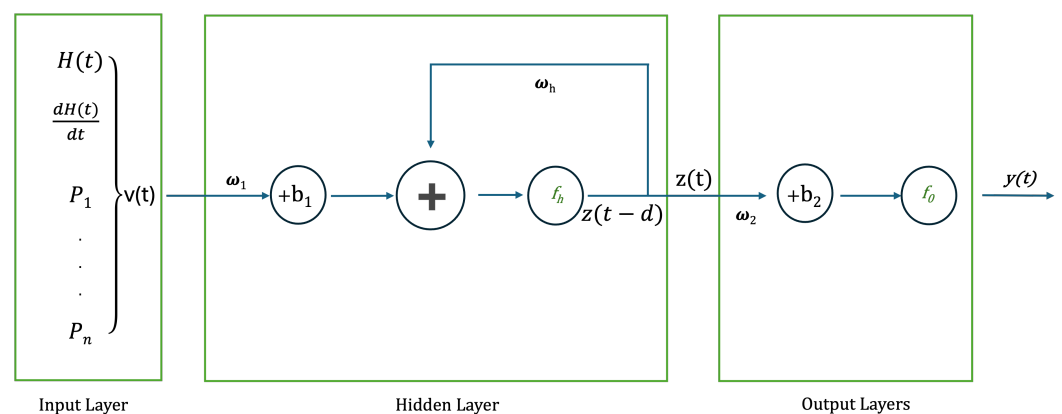 H(t)
dH(t)
dt
P1
.
.
.
Pn
v(t)
ω1
+b1
+
ωh
fh
z(t − d)
z(t)
ω2
+b2
f0
y(t)
Input Layer
Hidden Layer
Output Layers